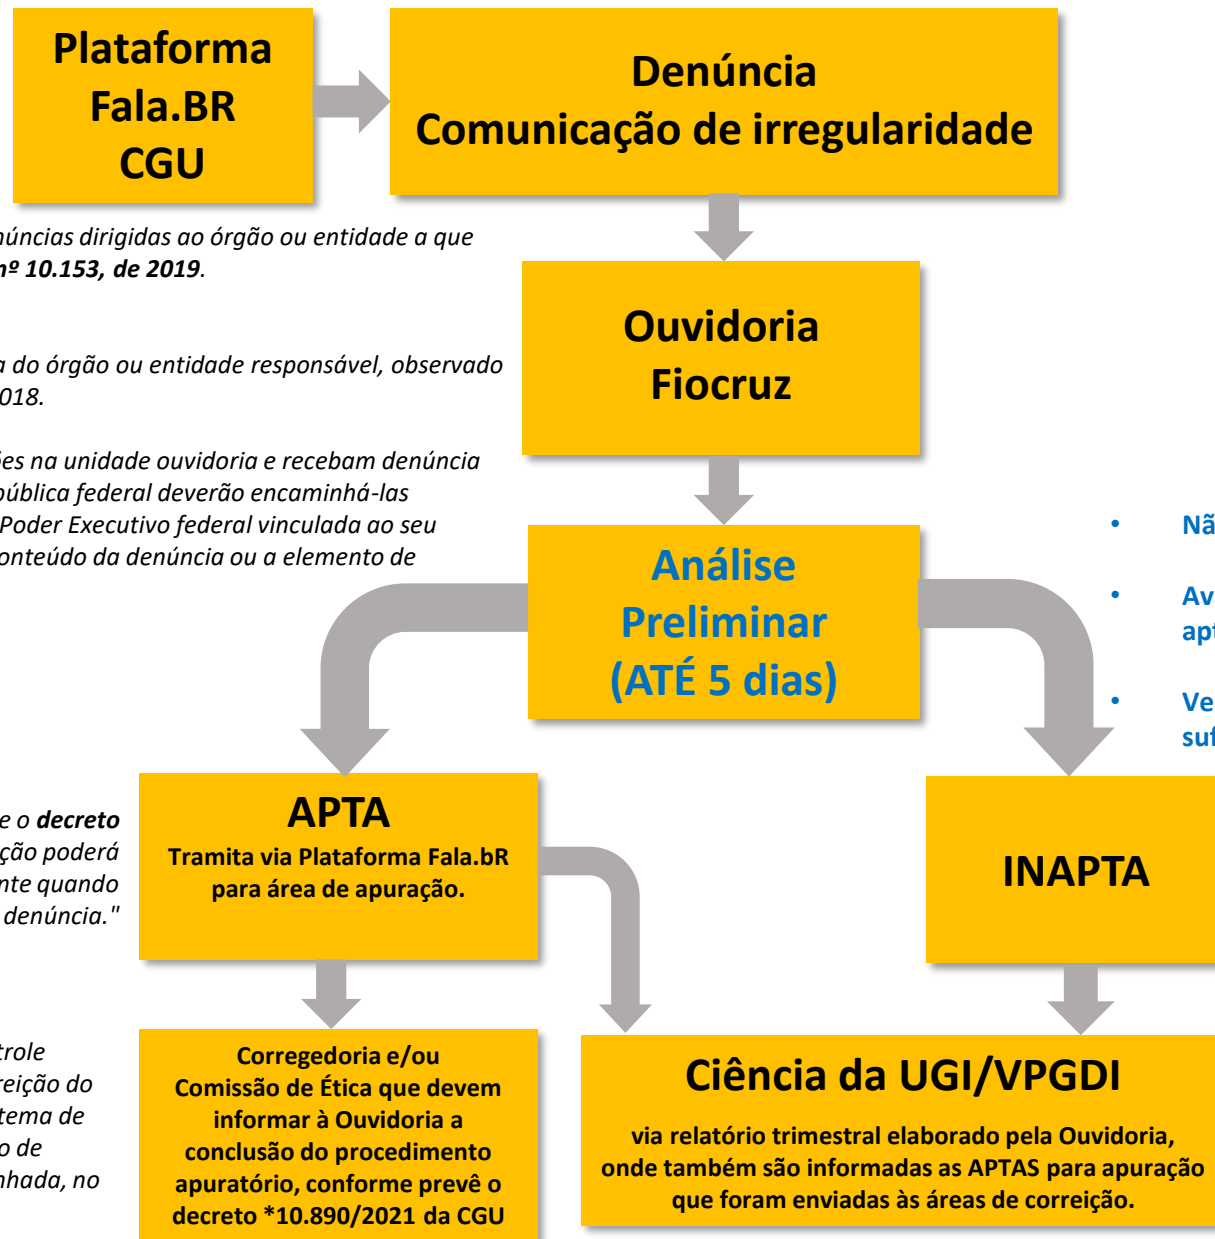 Plataforma
Fala.BR
CGU
Denúncia
Comunicação de irregularidade
núncias dirigidas ao órgão ou entidade a que
nº 10.153, de 2019.
Ouvidoria
Fiocruz
a do órgão ou entidade responsável, observado
018.
ões na unidade ouvidoria e recebam denúncia
pública federal deverão encaminhá-las
Poder Executivo federal vinculada ao seu
onteúdo da denúncia ou a elemento de
Análise
Preliminar
(ATÉ 5 dias)
• Nã
• Av
apt
• Ve
suf
e o decreto
ção poderá
nte quando
denúncia."
APTA
Tramita via Plataforma Fala.bR
para área de apuração.
INAPTA
trole
reição do
tema de
o de
nhada, no
Corregedoria e/ou
Comissão de Ética que devem
informar à Ouvidoria a
conclusão do procedimento
apuratório, conforme prevê o
decreto *10.890/2021 da CGU
Ciência da UGI/VPGDI
via relatório trimestral elaborado pela Ouvidoria,
onde também são informadas as APTAS para apuração
que foram enviadas às áreas de correição.